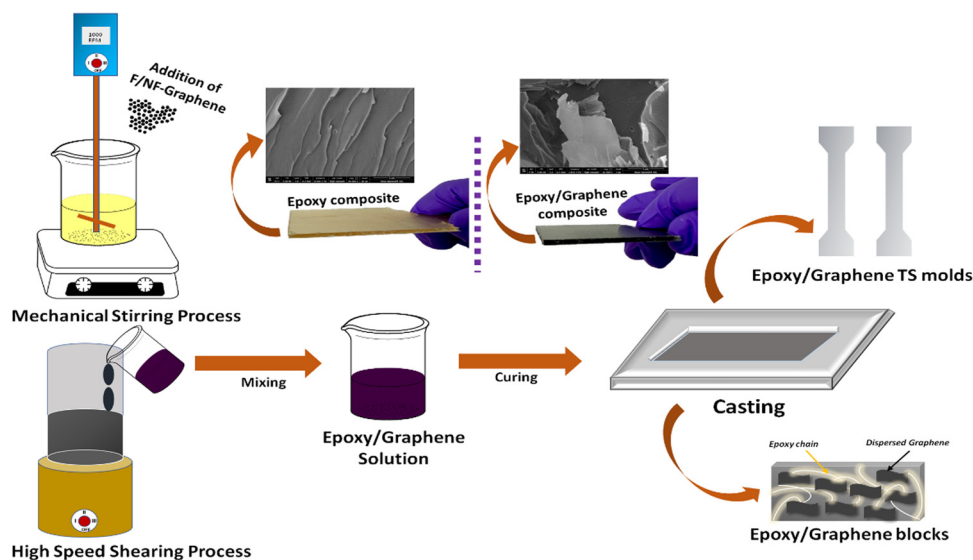 1000
RPM
Addition of
F/NF-Graphene
Epoxy composite
Epoxy/Graphene
composite
Epoxy/Graphene TS molds
Mechanical Stirring Process
Mixing
Epoxy/Graphene
Solution
Curing
Casting
Epoxy chain
Dispersed Graphene
Epoxy/Graphene blocks
High Speed Shearing Process